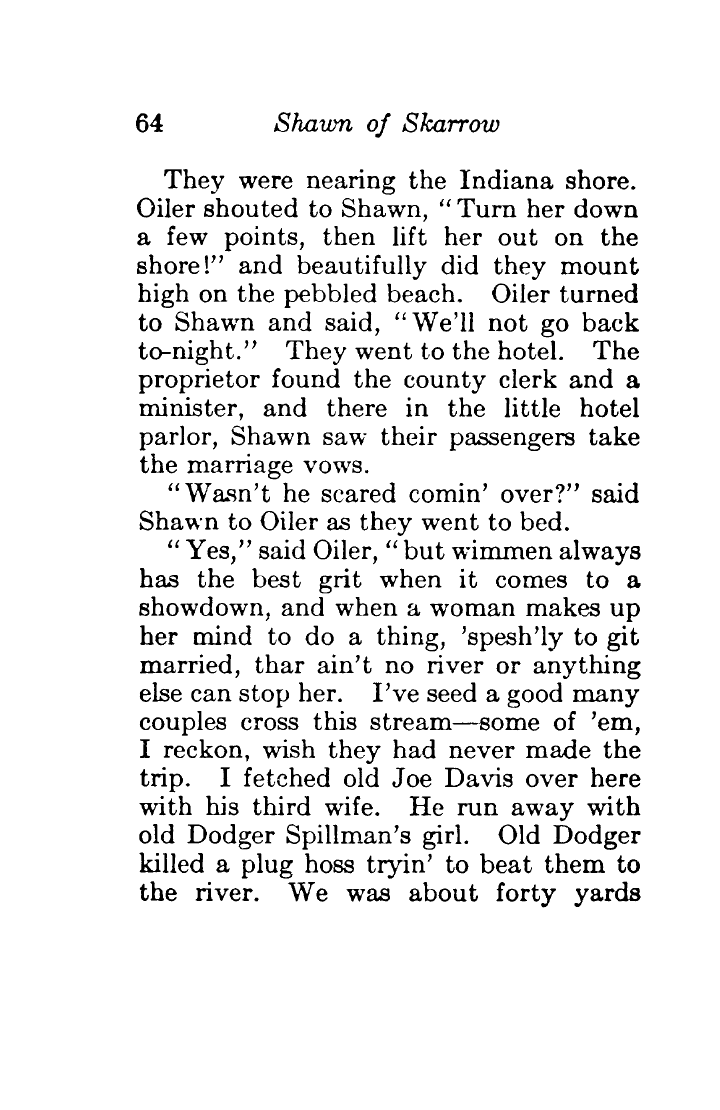 64 Shawn of Skarrow
They were nearing the Indiana shore.
Oiler shouted to Shawn, “Turn her down
a few points, then lift her out on the
shore!” and beautifully did they mount
high on the pebbled beach. Oiler turned
to Shawn and said, “We’ll not go back
to-night.” They went to the hotel. The
proprietor found the county clerk and a
minister, and there in the little hotel
parlor, Shawn saw their passengers take
the marriage vows.
“Wasn’t he scared comin’ over?” said
Shawn to Oiler as they went to bed.
“Yes,” said Oiler, “but wimmen always
has the best grit when it comes to a
showdown, and when a woman makes up
her mind to do a thing, ’spesh’ly to git
married, thar ain’t no river or anything
else can stop her. I’ve seed a good many
couples cross this stream—some of ’em,
I reckon, wish they had never made the
trip. I fetched old Joe Davis over here
with his third wife. He run away with
old Dodger Spillman’s girl. Old Dodger
killed a plug hoss tryin’ to beat them to
the river. We was about forty yards